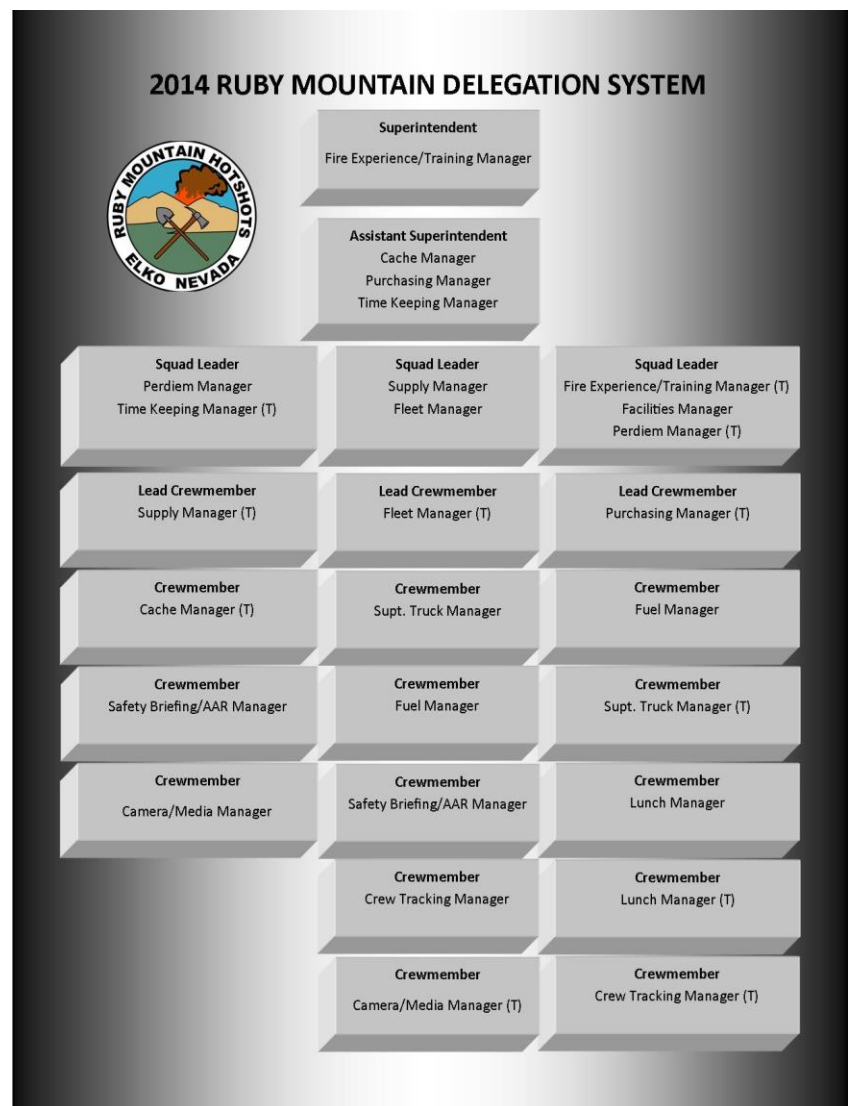 2014 RUBY MOUNTAIN DELEGATION SYSTEM
RUBY MOUNTAIN HOTSHOTS
ELKO NEVADA
Superintendent
Fire Experience/Training Manager
Assistant Superintendent
Cache Manager
Purchasing Manager
Time Keeping Manager
Squad Leader
Perdiem Manager
Time Keeping Manager (T)
Squad Leader
Supply Manager
Fleet Manager
Squad Leader
Fire Experience/Training Manager (T)
Facilities Manager
Perdiem Manager (T)
Lead Crewmember
Supply Manager (T)
Lead Crewmember
Fleet Manager (T)
Lead Crewmember
Purchasing Manager (T)
Crewmember
Cache Manager (T)
Crewmember
Supt. Truck Manager
Crewmember
Fuel Manager
Crewmember
Safety Briefing/AAR Manager
Crewmember
Fuel Manager
Crewmember
Supt. Truck Manager (T)
Crewmember
Camera/Media Manager
Crewmember
Safety Briefing/AAR Manager
Crewmember
Lunch Manager
Crewmember
Crew Tracking Manager
Crewmember
Lunch Manager (T)
Crewmember
Camera/Media Manager (T)
Crewmember
Crew Tracking Manager (T)